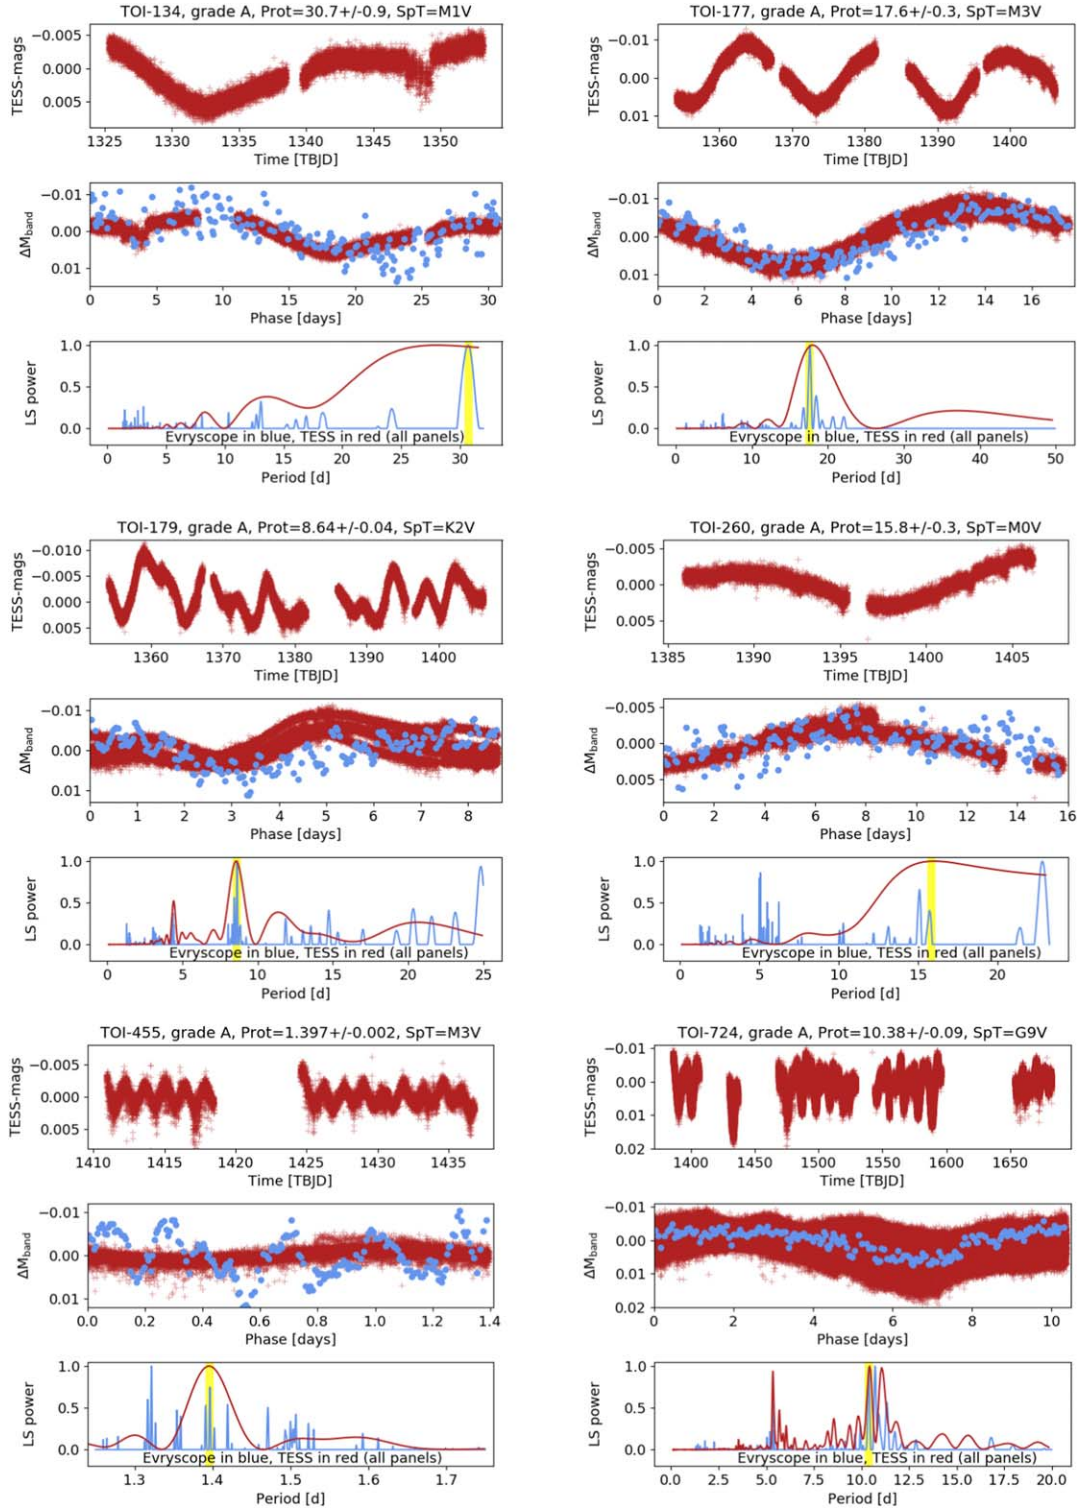 TOI-134, grade A, Prot=30.7+/-0.9, SpT=M1V
TESS-mags
−0.005
0.000
0.005
1325 1330 1335 1340 1345 1350
Time [TBJD]
ΔM_band
−0.01
0.00
0.01
0 5 10 15 20 25 30
Phase [days]
LS power
1.0
0.5
0.0
Evryscope in blue, TESS in red (all panels)
0 5 10 15 20 25 30
Period [d]
TOI-177, grade A, Prot=17.6+/-0.3, SpT=M3V
TESS-mags
−0.01
0.00
0.01
1360 1370 1380 1390 1400
Time [TBJD]
ΔM_band
−0.01
0.00
0.01
0 2 4 6 8 10 12 14 16
Phase [days]
LS power
1.0
0.5
0.0
Evryscope in blue, TESS in red (all panels)
0 10 20 30 40 50
Period [d]
TOI-179, grade A, Prot=8.64+/-0.04, SpT=K2V
TESS-mags
−0.010
−0.005
0.000
0.005
1360 1370 1380 1390 1400
Time [TBJD]
ΔM_band
−0.01
0.00
0.01
0 1 2 3 4 5 6 7 8
Phase [days]
LS power
1.0
0.5
0.0
Evryscope in blue, TESS in red (all panels)
0 5 10 15 20 25
Period [d]
TOI-260, grade A, Prot=15.8+/-0.3, SpT=M0V
TESS-mags
−0.005
0.000
0.005
1385 1390 1395 1400 1405
Time [TBJD]
ΔM_band
−0.005
0.000
0.005
0 2 4 6 8 10 12 14 16
Phase [days]
LS power
1.0
0.5
0.0
Evryscope in blue, TESS in red (all panels)
0 5 10 15 20
Period [d]
TOI-455, grade A, Prot=1.397+/-0.002, SpT=M3V
TESS-mags
−0.005
0.000
0.005
1410 1415 1420 1425 1430 1435
Time [TBJD]
ΔM_band
−0.01
0.00
0.01
0.0 0.2 0.4 0.6 0.8 1.0 1.2 1.4
Phase [days]
LS power
1.0
0.5
0.0
Evryscope in blue, TESS in red (all panels)
1.3 1.4 1.5 1.6 1.7
Period [d]
TOI-724, grade A, Prot=10.38+/-0.09, SpT=G9V
TESS-mags
−0.01
0.00
0.01
0.02
1400 1450 1500 1550 1600 1650
Time [TBJD]
ΔM_band
−0.01
0.00
0.01
0.02
0 2 4 6 8 10
Phase [days]
LS power
1.0
0.5
0.0
Evryscope in blue, TESS in red (all panels)
0.0 2.5 5.0 7.5 10.0 12.5 15.0 17.5 20.0
Period [d]